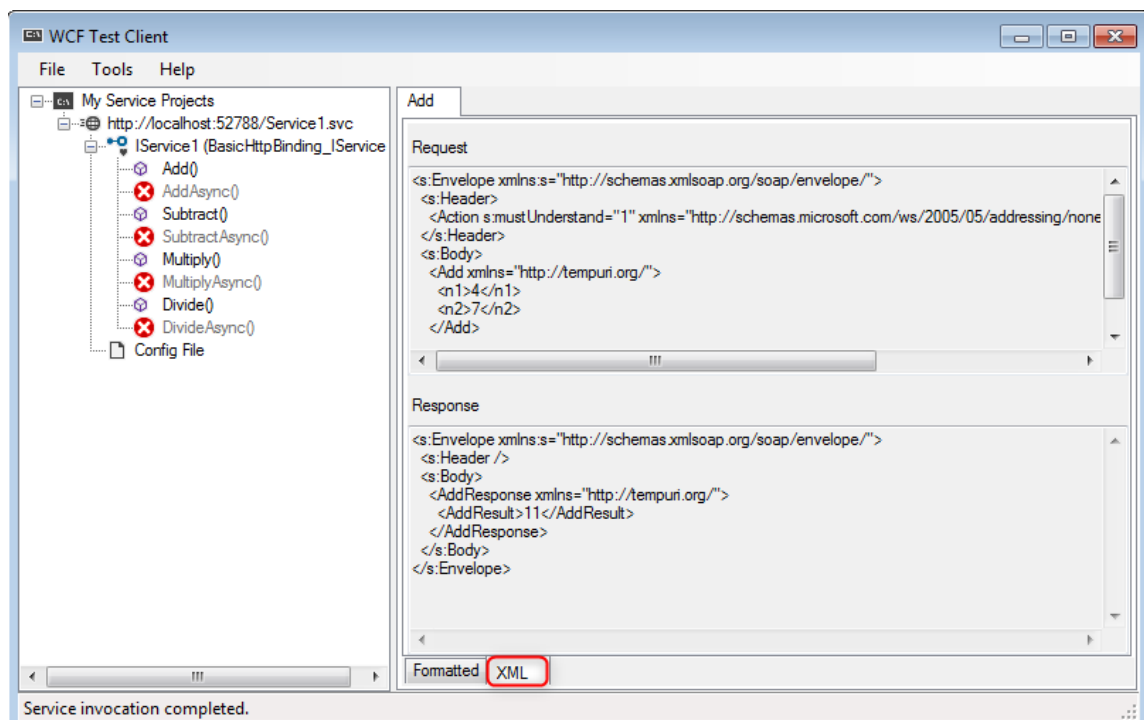 WCF Test Client
File Tools Help
My Service Projects
http://localhost:52788/Service1.svc
IService1 (BasicHttpBinding_IService
Add()
AddAsync()
Subtract()
SubtractAsync()
Multiply()
MultiplyAsync()
Divide()
DivideAsync()
Config File
Add
Request
<s:Envelope xmlns:s="http://schemas.xmlsoap.org/soap/envelope/">
<s:Header>
<Action s:mustUnderstand="1" xmlns="http://schemas.microsoft.com/ws/2005/05/addressing/none
</s:Header>
<s:Body>
<Add xmlns="http://tempuri.org/">
<n1>4</n1>
<n2>7</n2>
</Add>
Response
<s:Envelope xmlns:s="http://schemas.xmlsoap.org/soap/envelope/">
<s:Header />
<s:Body>
<AddResponse xmlns="http://tempuri.org/">
<AddResult>11</AddResult>
</AddResponse>
</s:Body>
</s:Envelope>
Formatted XML
Service invocation completed.